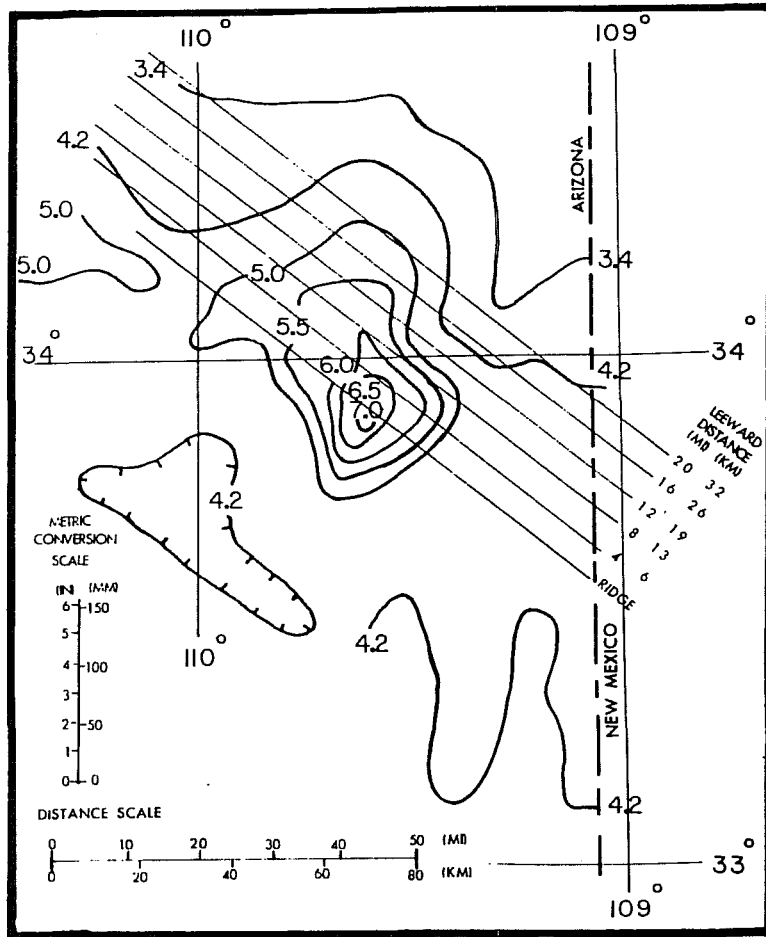 110°
109°
3.4
4.2
ARIZONA
5.0
5.0
5.0
3.4
5.5
34°
34°
6.0
4.2
6.5
7.0
LEEWARD
DISTANCE
(MI) (KM)
20 32
16 26
12 19
8 13
4 6
RIDGE
4.2
METRIC
CONVERSION
SCALE
(IN) (MM)
6 150
5
4 100
3
2 50
1
0 0
110°
4.2
NEW MEXICO
4.2
DISTANCE SCALE
0 10 20 30 40 50 (MI)
0 20 40 60 80 (KM)
33°
109°